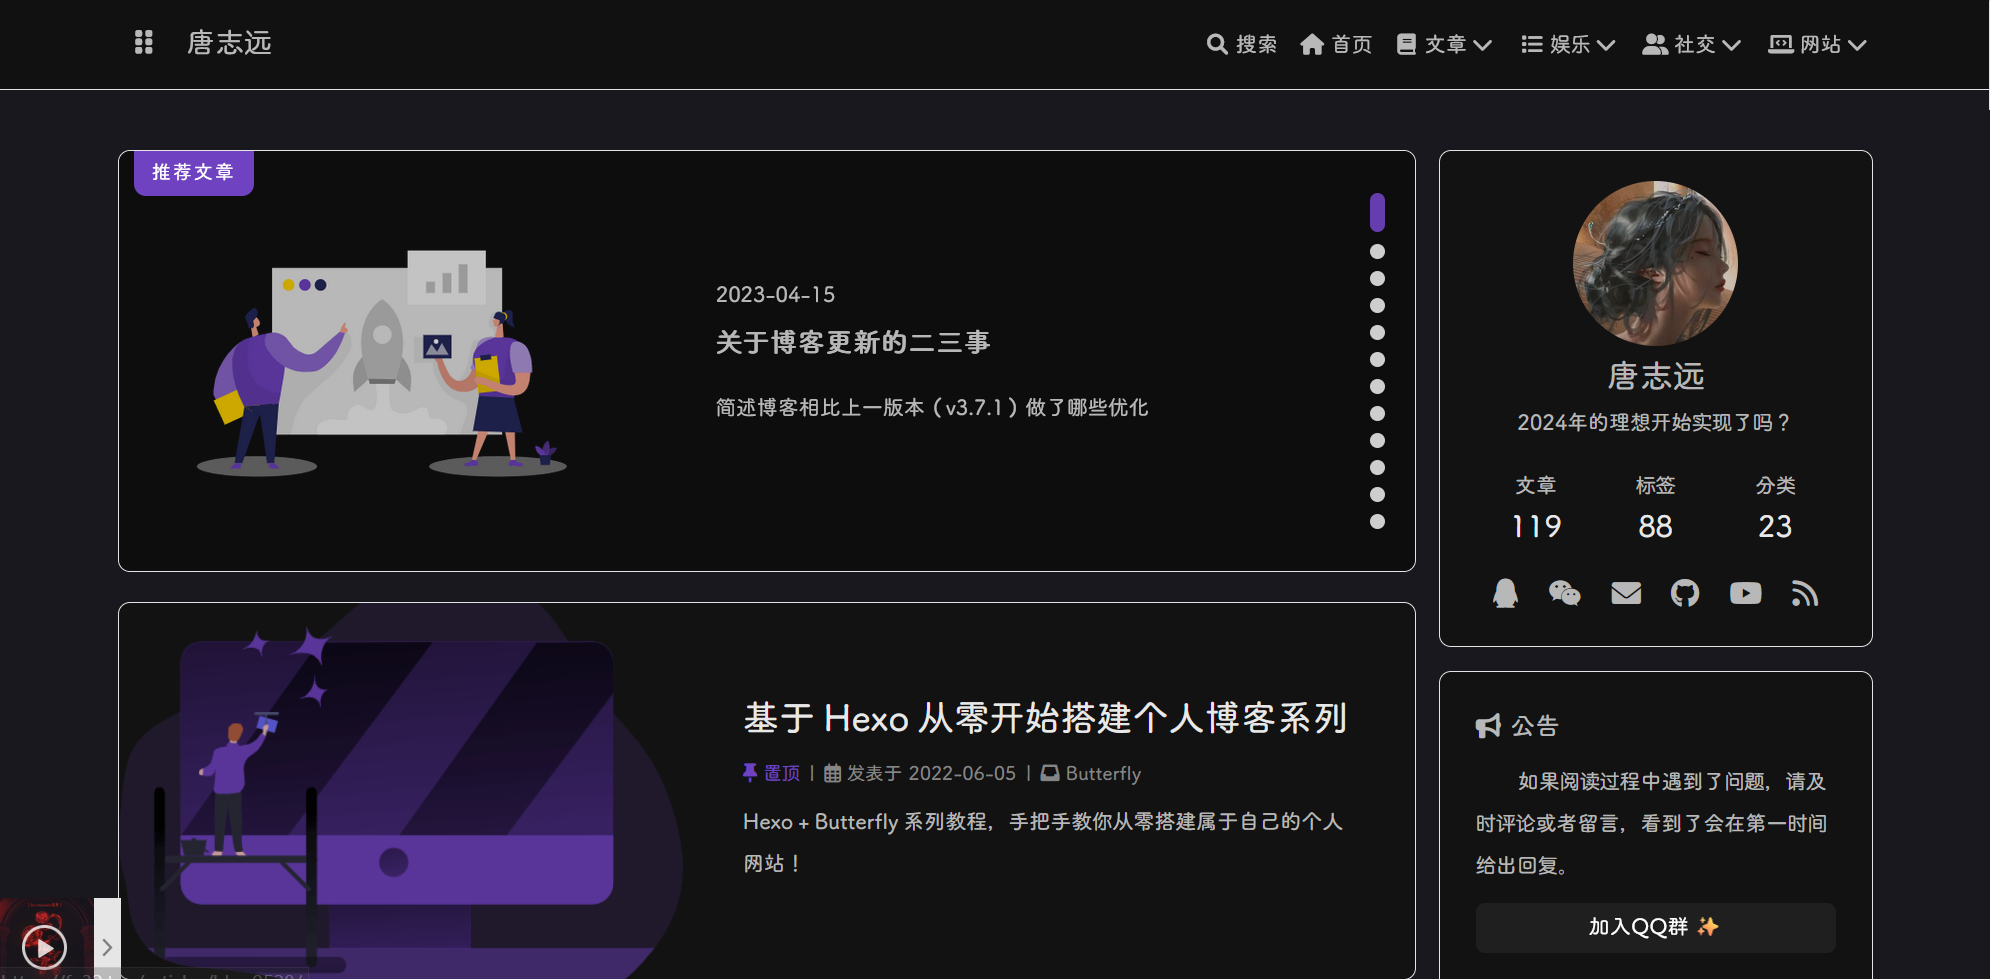 唐志远
搜索 首页 文章 娱乐 社交 网站
推荐文章
2023-04-15
关于博客更新的二三事
简述博客相比上一版本（v3.7.1）做了哪些优化
唐志远
2024年的理想开始实现了吗？
文章 标签 分类
119 88 23
基于 Hexo 从零开始搭建个人博客系列
置顶 | 发表于 2022-06-05 | Butterfly
Hexo + Butterfly 系列教程，手把手教你从零搭建属于自己的个人
网站！
公告
如果阅读过程中遇到了问题，请及
时评论或者留言，看到了会在第一时间
给出回复。
加入QQ群 ✨